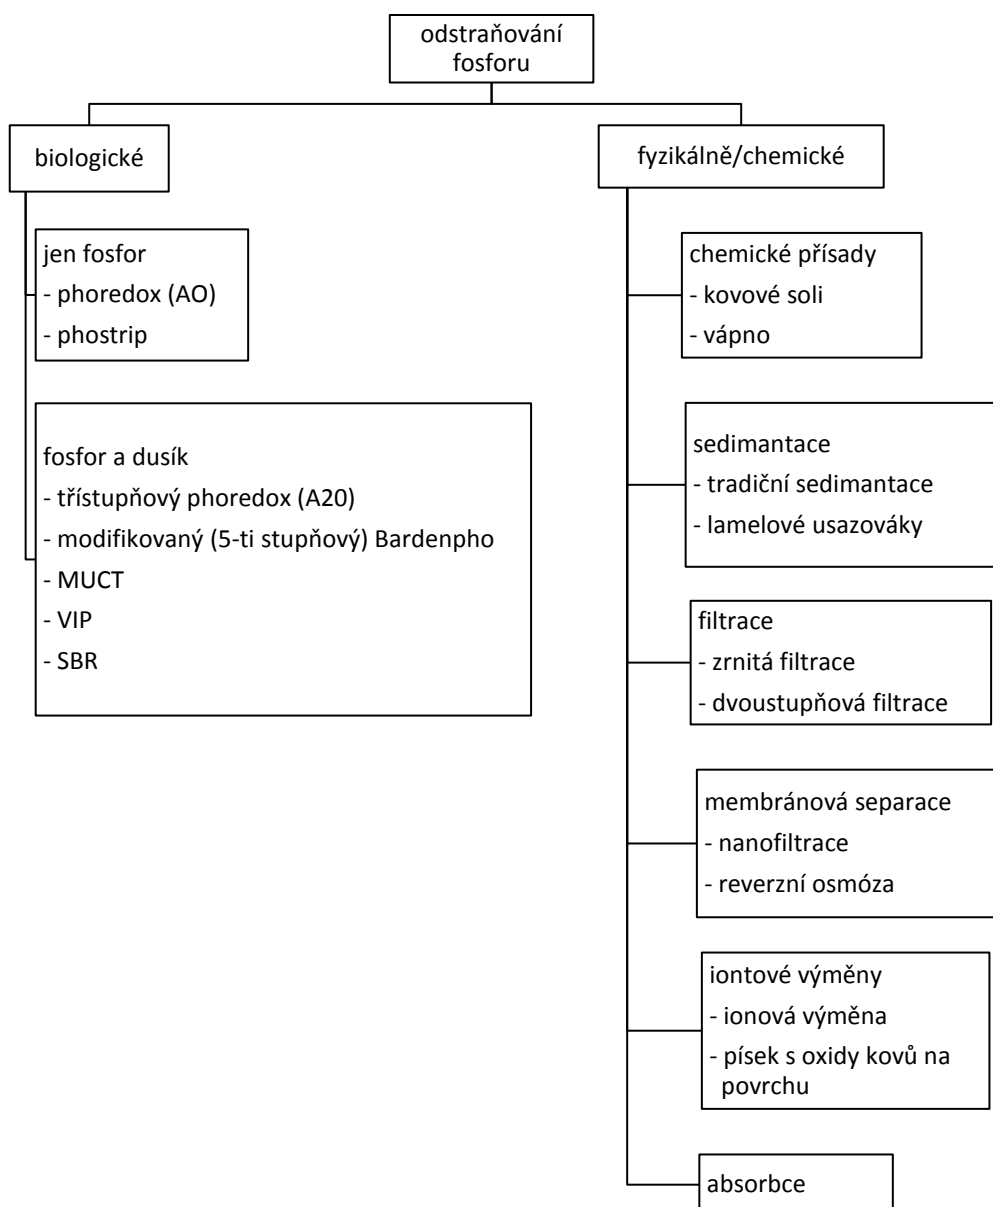 odstraňování
fosforu
biologické
jen fosfor
- phoredox (AO)
- phostrip
fosfor a dusík
- třístupňový phoredox (A20)
- modifikovaný (5-ti stupňový) Bardenpho
- MUCT
- VIP
- SBR
fyzikálně/chemické
chemické přísady
- kovové soli
- vápno
sedimantace
- tradiční sedimantace
- lamelové usazováky
filtrace
- zrnitá filtrace
- dvoustupňová filtrace
membránová separace
- nanofiltrace
- reverzní osmóza
iontové výměny
- ionová výměna
- písek s oxidy kovů na
povrchu
absorbce